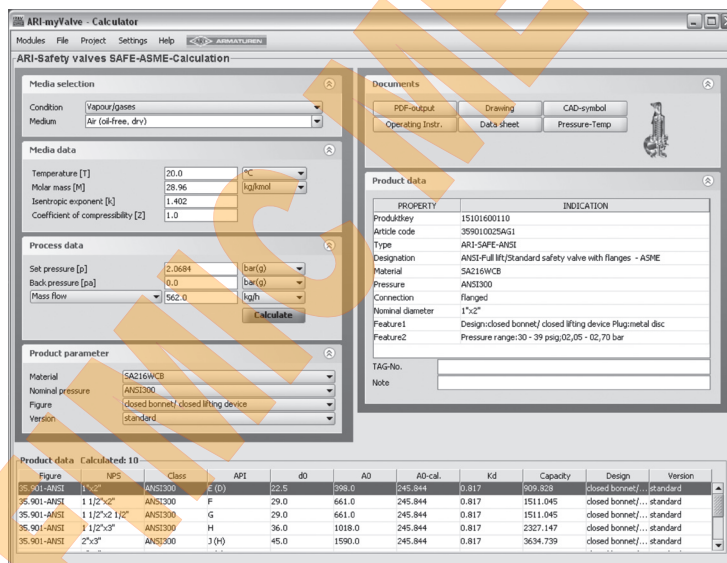 ARI-myValve - Calculator
Modules File Project Settings Help ARI ARMATUREN
ARI-Safety valves SAFE-ASME-Calculation
Media selection
Condition Vapour/gases
Medium Air (oil-free, dry)
Media data
Temperature [T] 20.0 °C
Molar mass [M] 28.96 kg/kmol
Isentropic exponent [k] 1.402
Coefficient of compressibility [Z] 1.0
Process data
Set pressure [p] 2.0684 bar(g)
Back pressure [pa] 0.0 bar(g)
Mass flow 562.0 kg/h
Calculate
Product parameter
Material SA216WCB
Nominal pressure ANSI300
Figure closed bonnet/ closed lifting device
Version standard
Documents
PDF-output Drawing CAD-symbol
Operating Instr. Data sheet Pressure-Temp
Product data
PROPERTY INDICATION
Produktkey 15101600110
Article code 359010025AG1
Type ARI-SAFE-ANSI
Designation ANSI-Full lift/Standard safety valve with flanges - ASME
Material SA216WCB
Pressure ANSI300
Connection flanged
Nominal diameter 1"x2"
Feature1 Design:closed bonnet/ closed lifting device Plug:metal disc
Feature2 Pressure range:30 - 39 psig;02,05 - 02,70 bar
TAG-No.
Note
Product data Calculated: 10
Figure NPS Class API d0 A0 A0-cal. Kd Capacity Design Version
35.901-ANSI 1"x2" ANSI300 E (D) 22.5 398.0 245.844 0.817 909.828 closed bonnet/... standard
35.901-ANSI 1 1/2"x2" ANSI300 F 29.0 661.0 245.844 0.817 1511.045 closed bonnet/... standard
35.901-ANSI 1 1/2"x2 1/2" ANSI300 G 29.0 661.0 245.844 0.817 1511.045 closed bonnet/... standard
35.901-ANSI 1 1/2"x3" ANSI300 H 36.0 1018.0 245.844 0.817 2327.147 closed bonnet/... standard
35.901-ANSI 2"x3" ANSI300 J (H) 45.0 1590.0 245.844 0.817 3634.739 closed bonnet/... standard